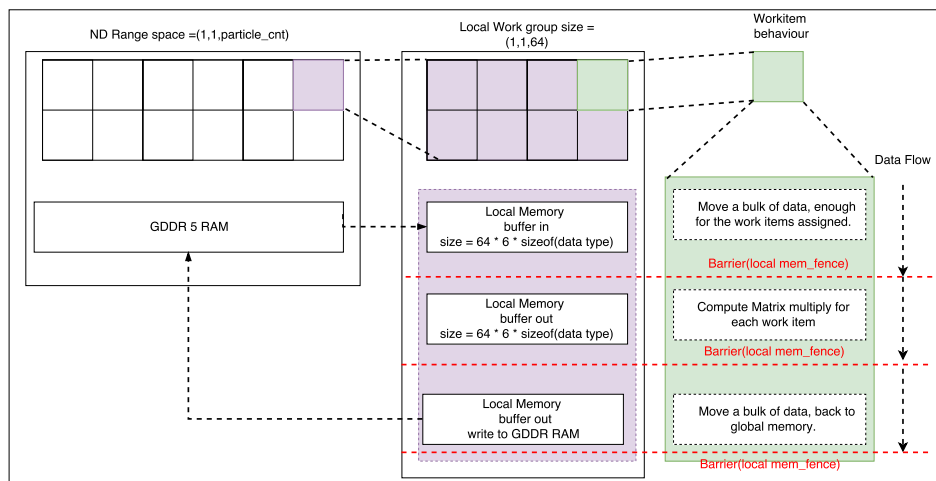 ND Range space =(1,1,particle_cnt)
Local Work group size =
(1,1,64)
Workitem
behaviour
Data Flow
GDDR 5 RAM
Local Memory
buffer in
size = 64 * 6 * sizeof(data type)
Move a bulk of data, enough
for the work items assigned.
Barrier(local mem_fence)
Local Memory
buffer out
size = 64 * 6 * sizeof(data type)
Compute Matrix multiply for
each work item
Barrier(local mem_fence)
Local Memory
buffer out
write to GDDR RAM
Move a bulk of data, back to
global memory.
Barrier(local mem_fence)